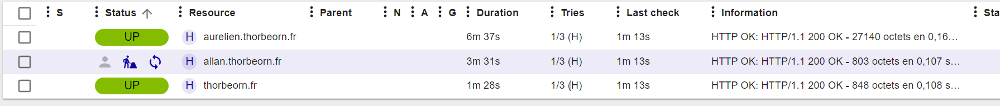 S Status Resource Parent N A G Duration Tries Last check Information Sta
UP H aurelien.thorbeorn.fr 6m 37s 1/3 (H) 1m 13s HTTP OK: HTTP/1.1 200 OK - 27140 octets en 0,16...
H allan.thorbeorn.fr 3m 31s 1/3 (H) 1m 13s HTTP OK: HTTP/1.1 200 OK - 803 octets en 0,107 s...
UP H thorbeorn.fr 1m 28s 1/3 (H) 1m 13s HTTP OK: HTTP/1.1 200 OK - 848 octets en 0,108 s...